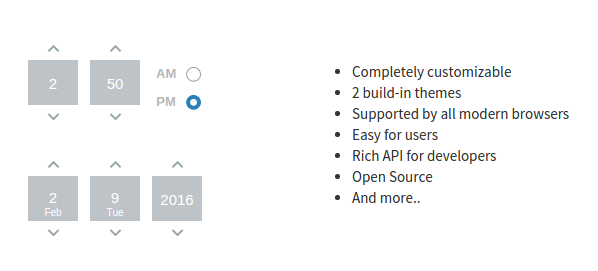 2 50
AM
PM
2 9 2016
Feb Tue
Completely customizable
2 build-in themes
Supported by all modern browsers
Easy for users
Rich API for developers
Open Source
And more..